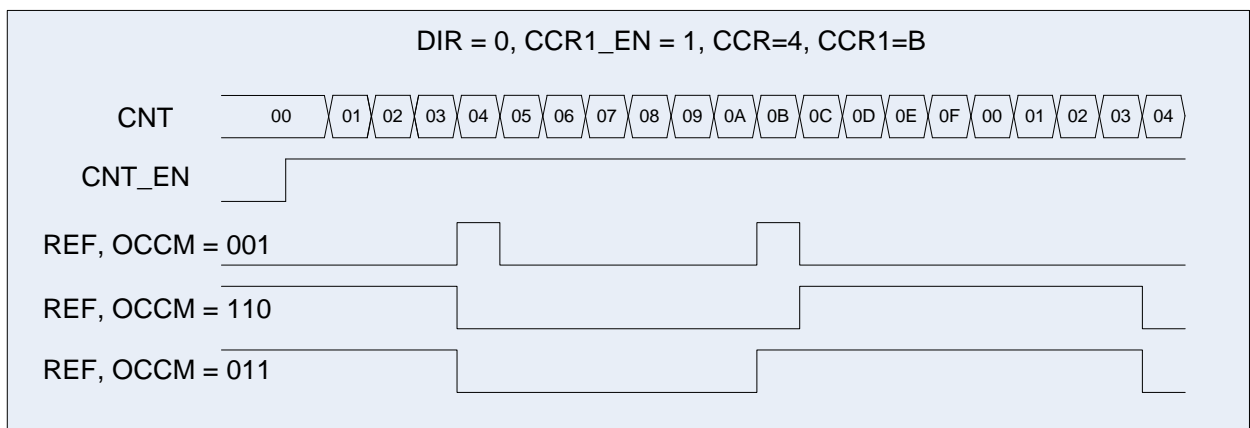 DIR = 0, CCR1_EN = 1, CCR=4, CCR1=B
CNT 00 01 02 03 04 05 06 07 08 09 0A 0B 0C 0D 0E 0F 00 01 02 03 04
CNT_EN
REF, OCCM = 001
REF, OCCM = 110
REF, OCCM = 011